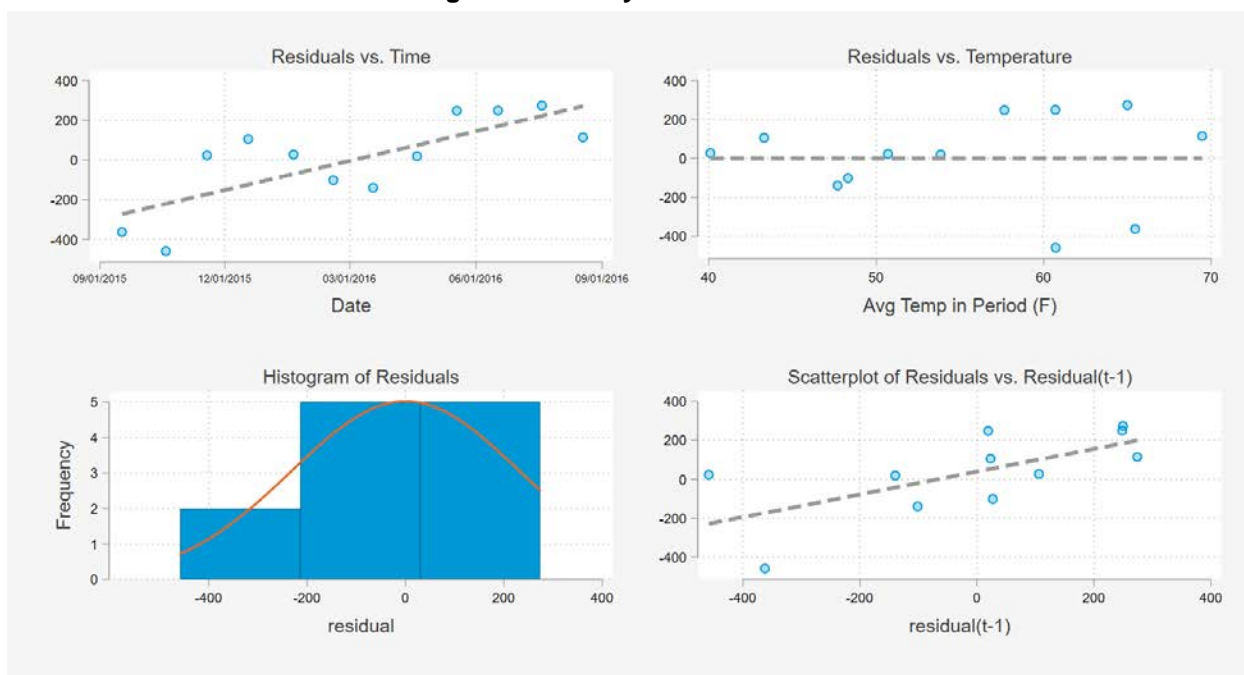 Residuals vs. Time
400
200
0
-200
-400
09/01/2015 12/01/2015 03/01/2016 06/01/2016 09/01/2016
Date
Residuals vs. Temperature
400
200
0
-200
-400
40 50 60 70
Avg Temp in Period (F)
Histogram of Residuals
Frequency
5
4
3
2
1
0
-400 -200 0 200 400
residual
Scatterplot of Residuals vs. Residual(t-1)
400
200
0
-200
-400
-400 -200 0 200 400
residual(t-1)